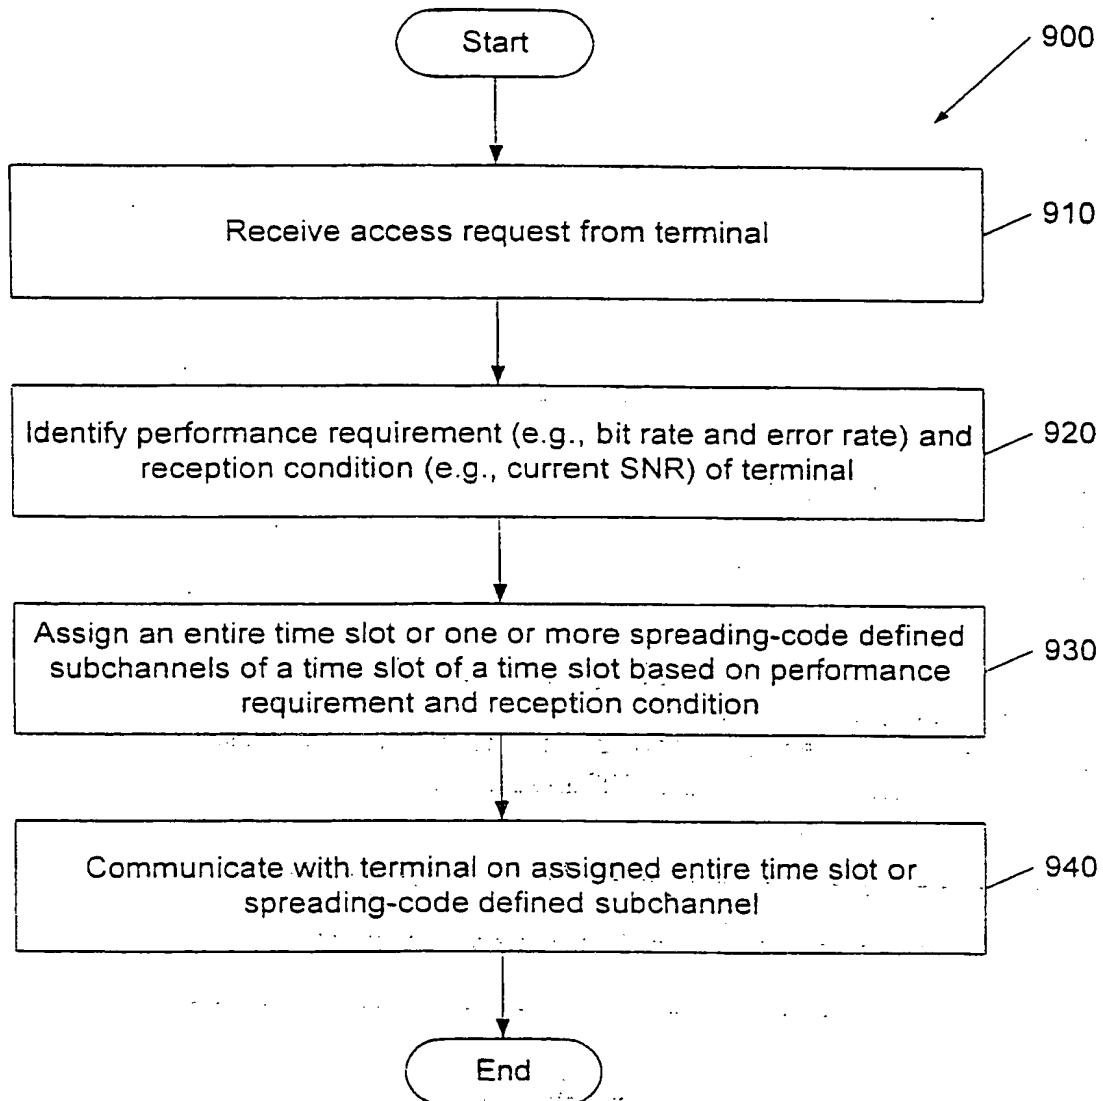 Start
900
Receive access request from terminal
910
Identify performance requirement (e.g., bit rate and error rate) and
reception condition (e.g., current SNR) of terminal
920
Assign an entire time slot or one or more spreading-code defined
subchannels of a time slot of a time slot based on performance
requirement and reception condition
930
Communicate with terminal on assigned entire time slot or
spreading-code defined subchannel
940
End